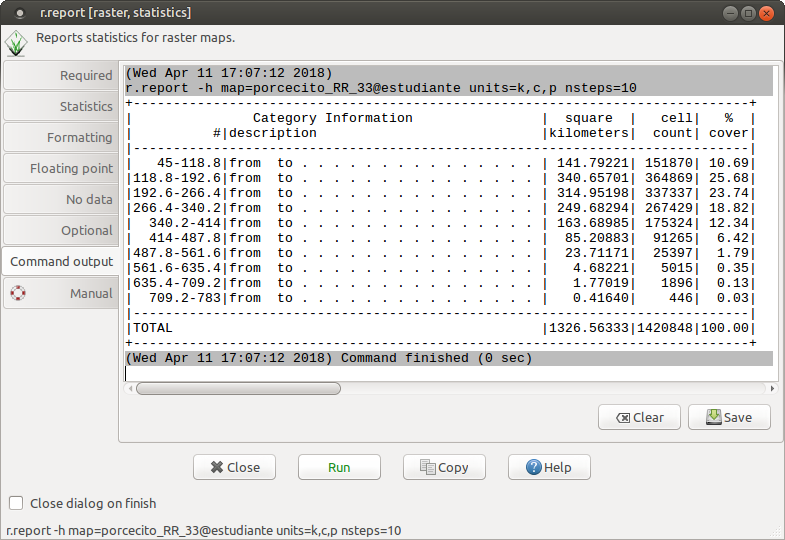 r.report [raster, statistics]
Reports statistics for raster maps.
Required
Statistics
Formatting
Floating point
No data
Optional
Command output
Manual
(Wed Apr 11 17:07:12 2018)
r.report -h map=porcecito_RR_33@estudiante units=k,c,p nsteps=10
+-----------------------------------------------------------------------------+
|               Category Information                | square | cell| % |
|          #|description                            |kilometers| count| cover|
|-----------------------------------------------------------------------------|
|   45-118.8|from  to . . . . . . . . . . . . . . . | 141.79221| 151870| 10.69|
|118.8-192.6|from  to . . . . . . . . . . . . . . . | 340.65701| 364869| 25.68|
|192.6-266.4|from  to . . . . . . . . . . . . . . . | 314.95198| 337337| 23.74|
|266.4-340.2|from  to . . . . . . . . . . . . . . . | 249.68294| 267429| 18.82|
|  340.2-414|from  to . . . . . . . . . . . . . . . | 163.68985| 175324| 12.34|
|  414-487.8|from  to . . . . . . . . . . . . . . . | 85.20883| 91265| 6.42|
|487.8-561.6|from  to . . . . . . . . . . . . . . . | 23.71171| 25397| 1.79|
|561.6-635.4|from  to . . . . . . . . . . . . . . . | 4.68221| 5015| 0.35|
|635.4-709.2|from  to . . . . . . . . . . . . . . . | 1.77019| 1896| 0.13|
|  709.2-783|from  to . . . . . . . . . . . . . . . | 0.41640| 446| 0.03|
|-----------------------------------------------------------------------------|
|TOTAL                                              |1326.56333|1420848|100.00|
+-----------------------------------------------------------------------------+
(Wed Apr 11 17:07:12 2018) Command finished (0 sec)
Clear
Save
Close
Run
Copy
Help
Close dialog on finish
r.report -h map=porcecito_RR_33@estudiante units=k,c,p nsteps=10